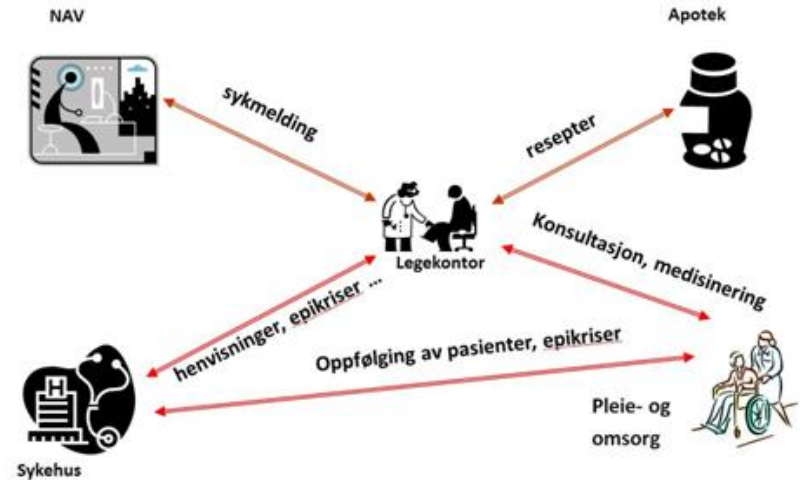 NAV
Apotek
sykmelding
resepter
Legekontor
Konsultasjon, medisinering
henvisninger, epikriser ...
Oppfølging av pasienter, epikriser
Pleie- og
omsorg
Sykehus
H